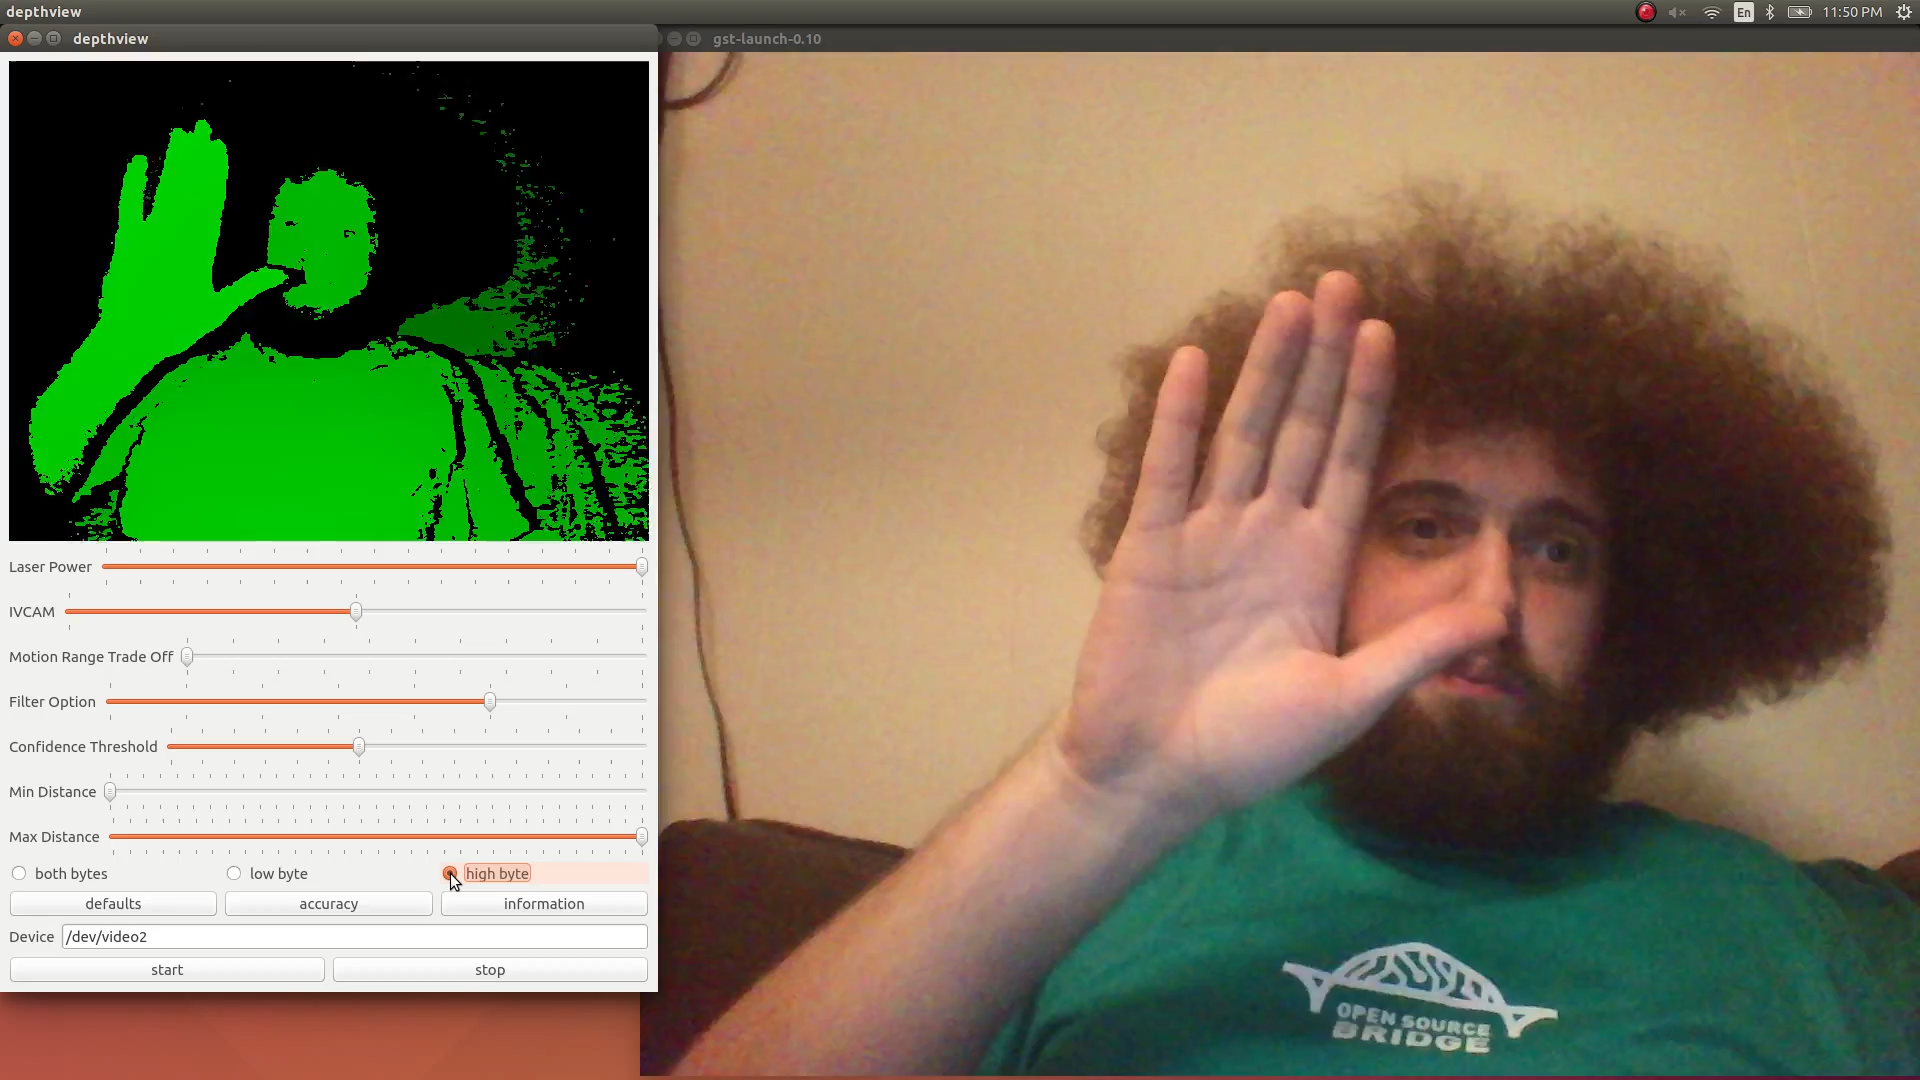 depthview
En
11:50 PM
depthview
gst-launch-0.10
Laser Power
IVCAM
Motion Range Trade Off
Filter Option
Confidence Threshold
Min Distance
Max Distance
both bytes
low byte
high byte
defaults
accuracy
information
Device
/dev/video2
start
stop
OPEN SOURCE
BRIDGE